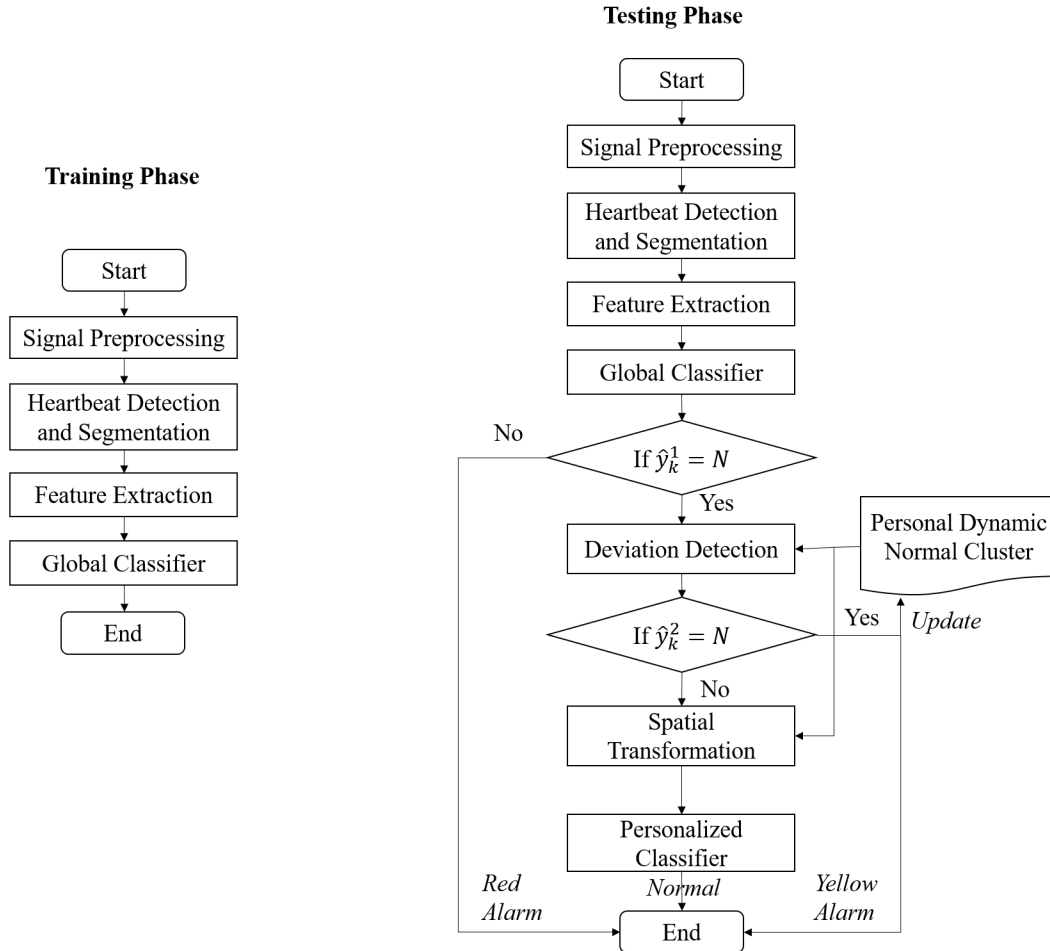 Training Phase
Start
Signal Preprocessing
Heartbeat Detection
and Segmentation
Feature Extraction
Global Classifier
End
Testing Phase
Start
Signal Preprocessing
Heartbeat Detection
and Segmentation
Feature Extraction
Global Classifier
No
If ŷₖ¹ = N
Yes
Deviation Detection
Personal Dynamic
Normal Cluster
If ŷₖ² = N
Yes
Update
No
Spatial
Transformation
Personalized
Classifier
Red
Alarm
Normal
Yellow
Alarm
End